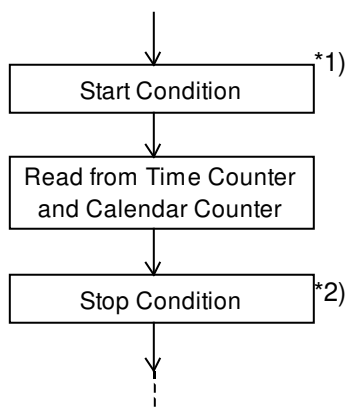 *1)
Start Condition
Read from Time Counter
and Calendar Counter
*2)
Stop Condition